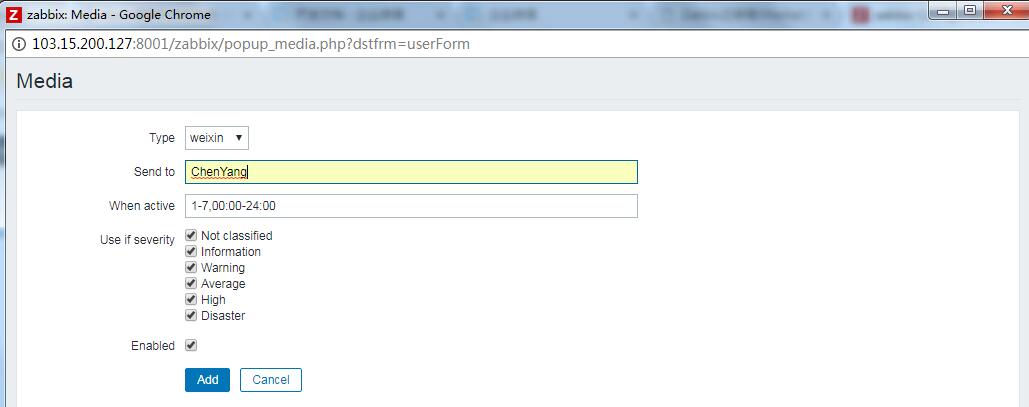 zabbix: Media - Google Chrome
103.15.200.127:8001/zabbix/popup_media.php?dstfrm=userForm
Media
Type weixin
Send to ChenYang
When active 1-7,00:00-24:00
Use if severity Not classified
Information
Warning
Average
High
Disaster
Enabled
Add Cancel